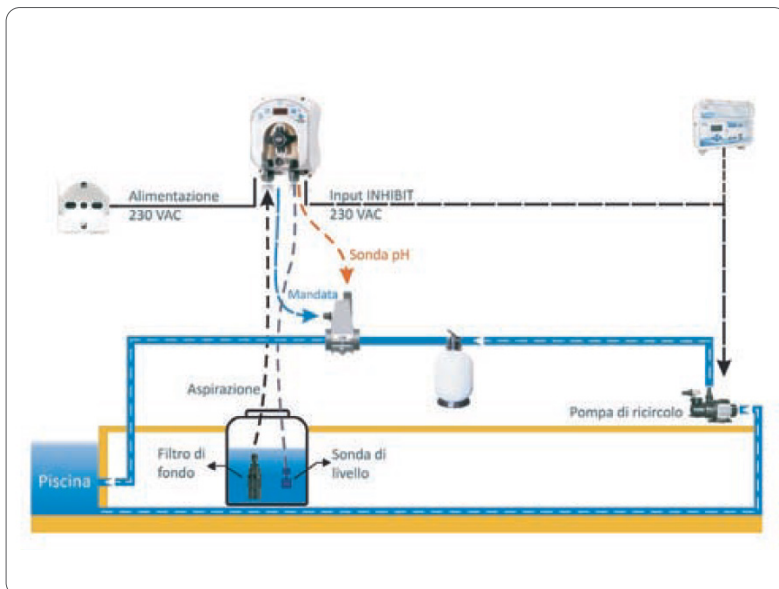 Alimentazione
230 VAC
Input INHIBIT
230 VAC
Sonda pH
Mandata
Aspirazione
Pompa di ricircolo
Filtro di
fondo
Sonda di
livello
Piscina